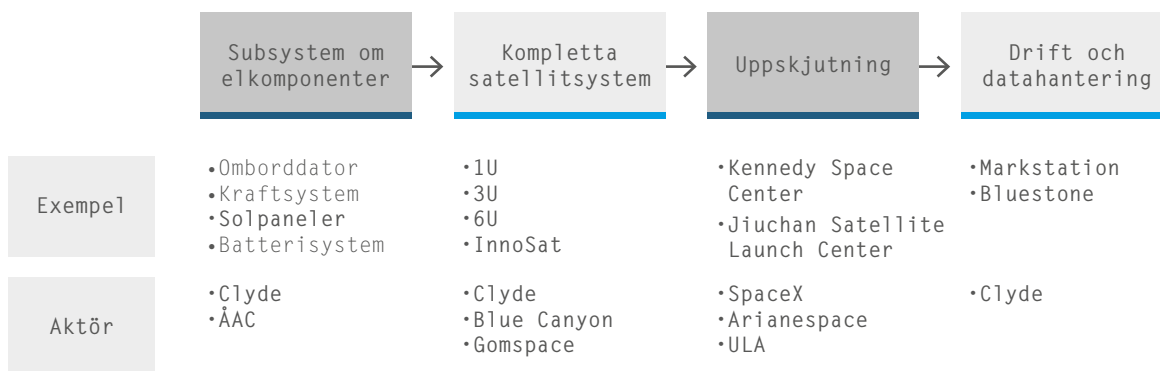 Subsystem om
elkomponenter
Kompletta
satellitsystem
Uppskjutning
Drift och
datahantering
Exempel
•Omborddator
•Kraftsystem
•Solpaneler
•Batterisystem
•1U
•3U
•6U
•InnoSat
•Kennedy Space
Center
•Jiuchan Satellite
Launch Center
•Markstation
•Bluestone
Aktör
•Clyde
•ÅAC
•Clyde
•Blue Canyon
•Gomspace
•SpaceX
•Arianespace
•ULA
•Clyde